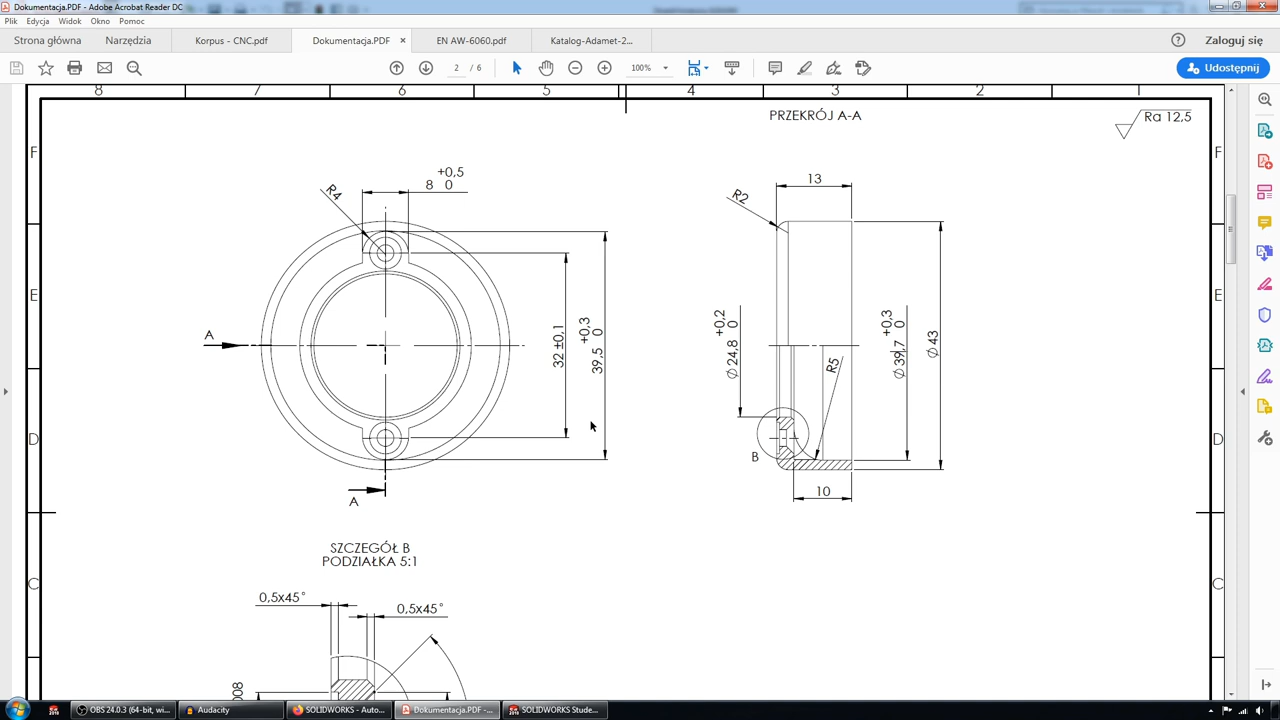 Dokumentacja.PDF - Adobe Acrobat Reader DC
Plik Edycja Widok Okno Pomoc
Strona główna Narzędzia Korpus - CNC.pdf Dokumentacja.PDF × EN AW-6060.pdf Katalog-Adamet-2... Zaloguj się
2 / 6 100% Udostępnij
8 7 6 5 4 3 2 1
PRZEKRÓJ A-A
Ra 12,5
F F
+0,5
8 0
R4
13
R2
E E
A
32 ±0,1
+0,3
39,5 0
+0,2
Ø 24,8 0
R5
+0,3
Ø 39,7 0
Ø 43
D D
B
A
10
SZCZEGÓŁ B
PODZIAŁKA 5:1
C C
0,5x45°
0,5x45°
OBS 24.0.3 (64-bit, wi... Audacity SOLIDWORKS - Auto... Dokumentacja.PDF -... SOLIDWORKS Stude...